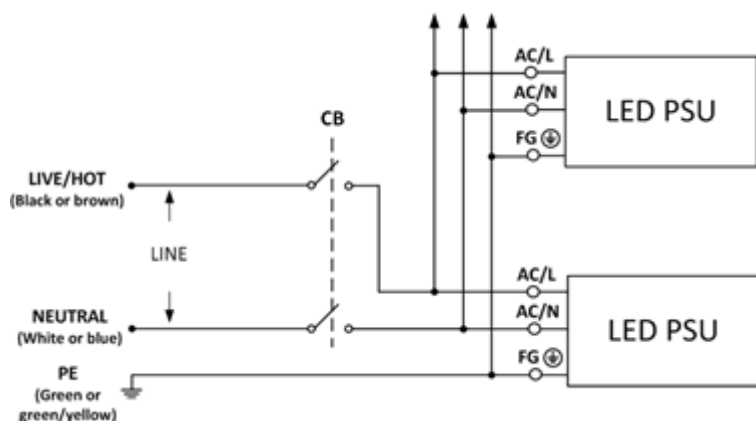 AC/L
AC/N
FG
LED PSU
CB
LIVE/HOT
(Black or brown)
LINE
NEUTRAL
(White or blue)
PE
(Green or
green/yellow)
AC/L
AC/N
FG
LED PSU